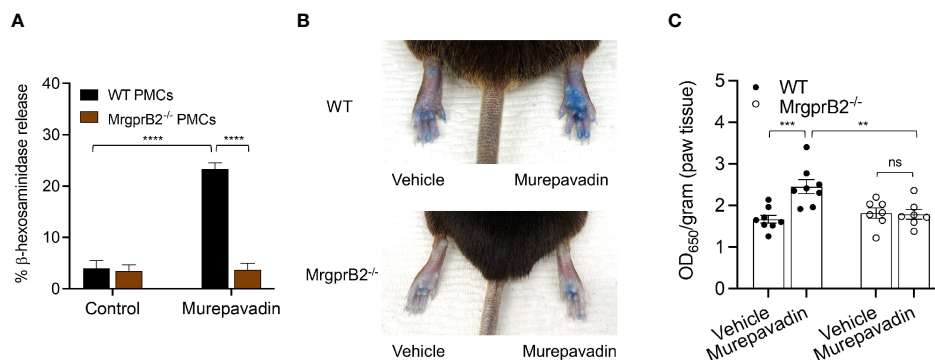 A
40
30
20
10
0
% β-hexosaminidase release
WT PMCs
MrgprB2-/- PMCs
****
****
Control
Murepavadin
B
WT
Vehicle
Murepavadin
MrgprB2-/-
Vehicle
Murepavadin
C
5
4
3
2
1
0
OD650/gram (paw tissue)
WT
MrgprB2-/-
***
**
ns
Vehicle
Murepavadin
Vehicle
Murepavadin